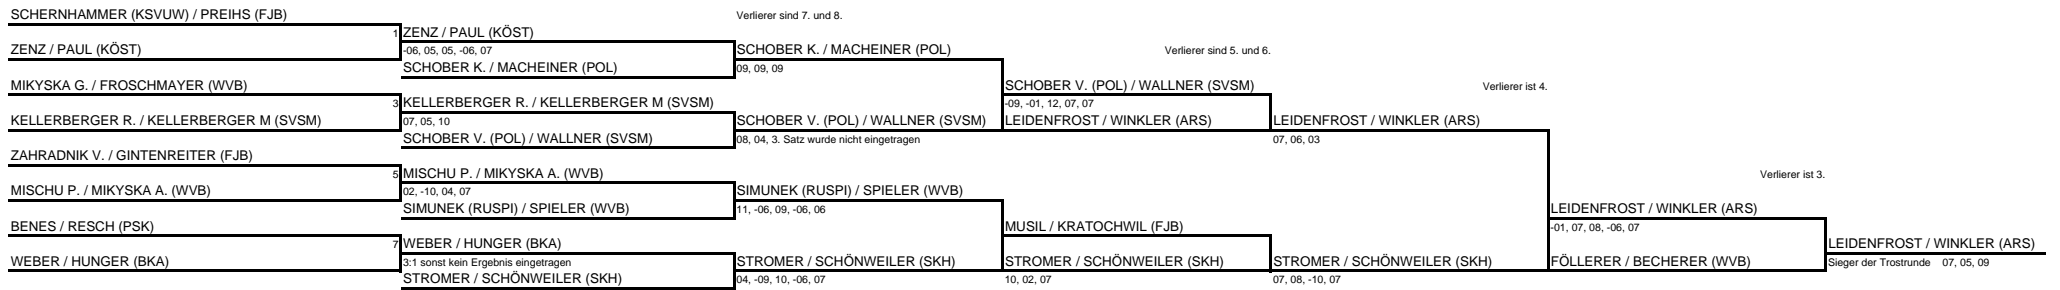 SCHERNHAMMER (KSVUW) / PREIHS (FJB)
Verlierer sind 7. und 8.
1 ZENZ / PAUL (KÖST)
ZENZ / PAUL (KÖST)
-06, 05, 05, -06, 07
SCHOBER K. / MACHEINER (POL)
Verlierer sind 5. und 6.
SCHOBER K. / MACHEINER (POL)
09, 09, 09
MIKYSKA G. / FROSCHMAYER (WVB)
SCHOBER V. (POL) / WALLNER (SVSM)
Verlierer ist 4.
3 KELLERBERGER R. / KELLERBERGER M (SVSM)
-09, -01, 12, 07, 07
KELLERBERGER R. / KELLERBERGER M (SVSM)
07, 05, 10
SCHOBER V. (POL) / WALLNER (SVSM)
LEIDENFROST / WINKLER (ARS)
LEIDENFROST / WINKLER (ARS)
SCHOBER V. (POL) / WALLNER (SVSM)
08, 04, 3. Satz wurde nicht eingetragen
07, 06, 03
ZAHRADNIK V. / GINTENREITER (FJB)
5 MISCHU P. / MIKYSKA A. (WVB)
Verlierer ist 3.
MISCHU P. / MIKYSKA A. (WVB)
02, -10, 04, 07
SIMUNEK (RUSPI) / SPIELER (WVB)
SIMUNEK (RUSPI) / SPIELER (WVB)
11, -06, 09, -06, 06
LEIDENFROST / WINKLER (ARS)
BENES / RESCH (PSK)
MUSIL / KRATOCHWIL (FJB)
-01, 07, 08, -06, 07
7 WEBER / HUNGER (BKA)
LEIDENFROST / WINKLER (ARS)
WEBER / HUNGER (BKA)
3:1 sonst kein Ergebnis eingetragen
STROMER / SCHÖNWEILER (SKH)
STROMER / SCHÖNWEILER (SKH)
STROMER / SCHÖNWEILER (SKH)
FÖLLERER / BECHERER (WVB)
Sieger der Trostrunde 07, 05, 09
STROMER / SCHÖNWEILER (SKH)
04, -09, 10, -06, 07
10, 02, 07
07, 08, -10, 07